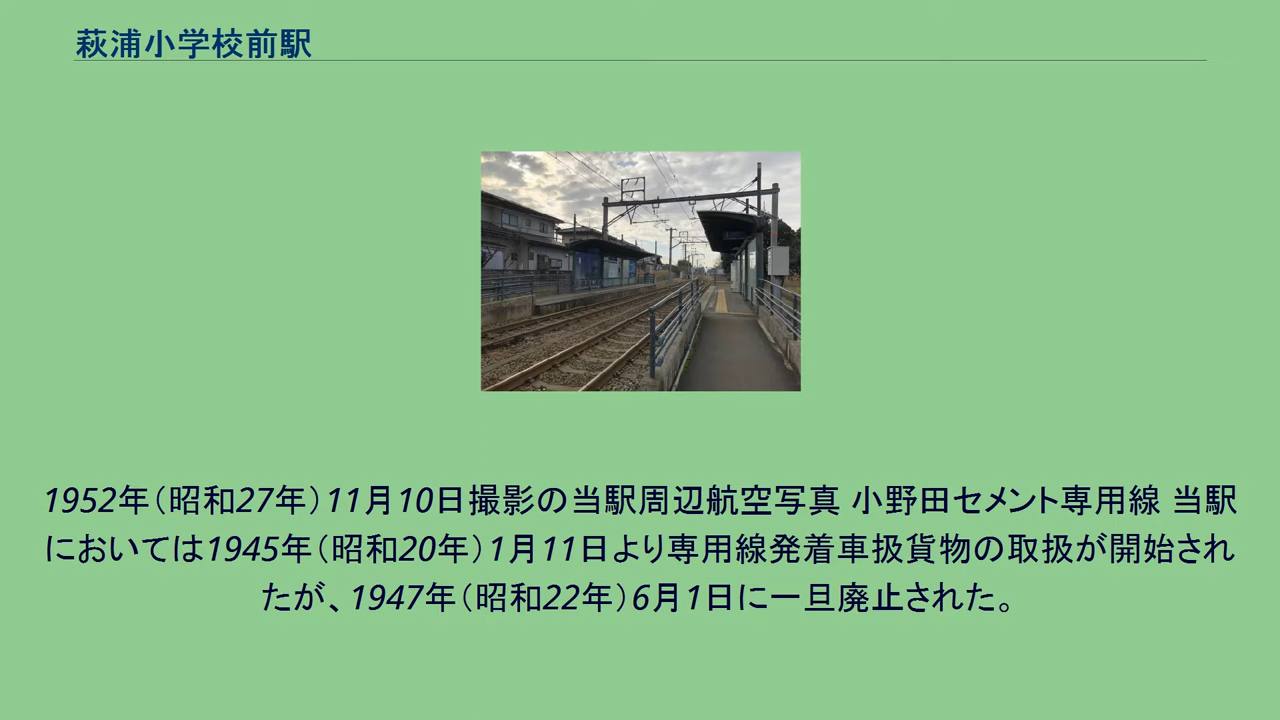 萩浦小学校前駅
1952年（昭和27年）11月10日撮影の当駅周辺航空写真 小野田セメント専用線 当駅
においては1945年（昭和20年）1月11日より専用線発着車扱貨物の取扱が開始され
たが、1947年（昭和22年）6月1日に一旦廃止された。